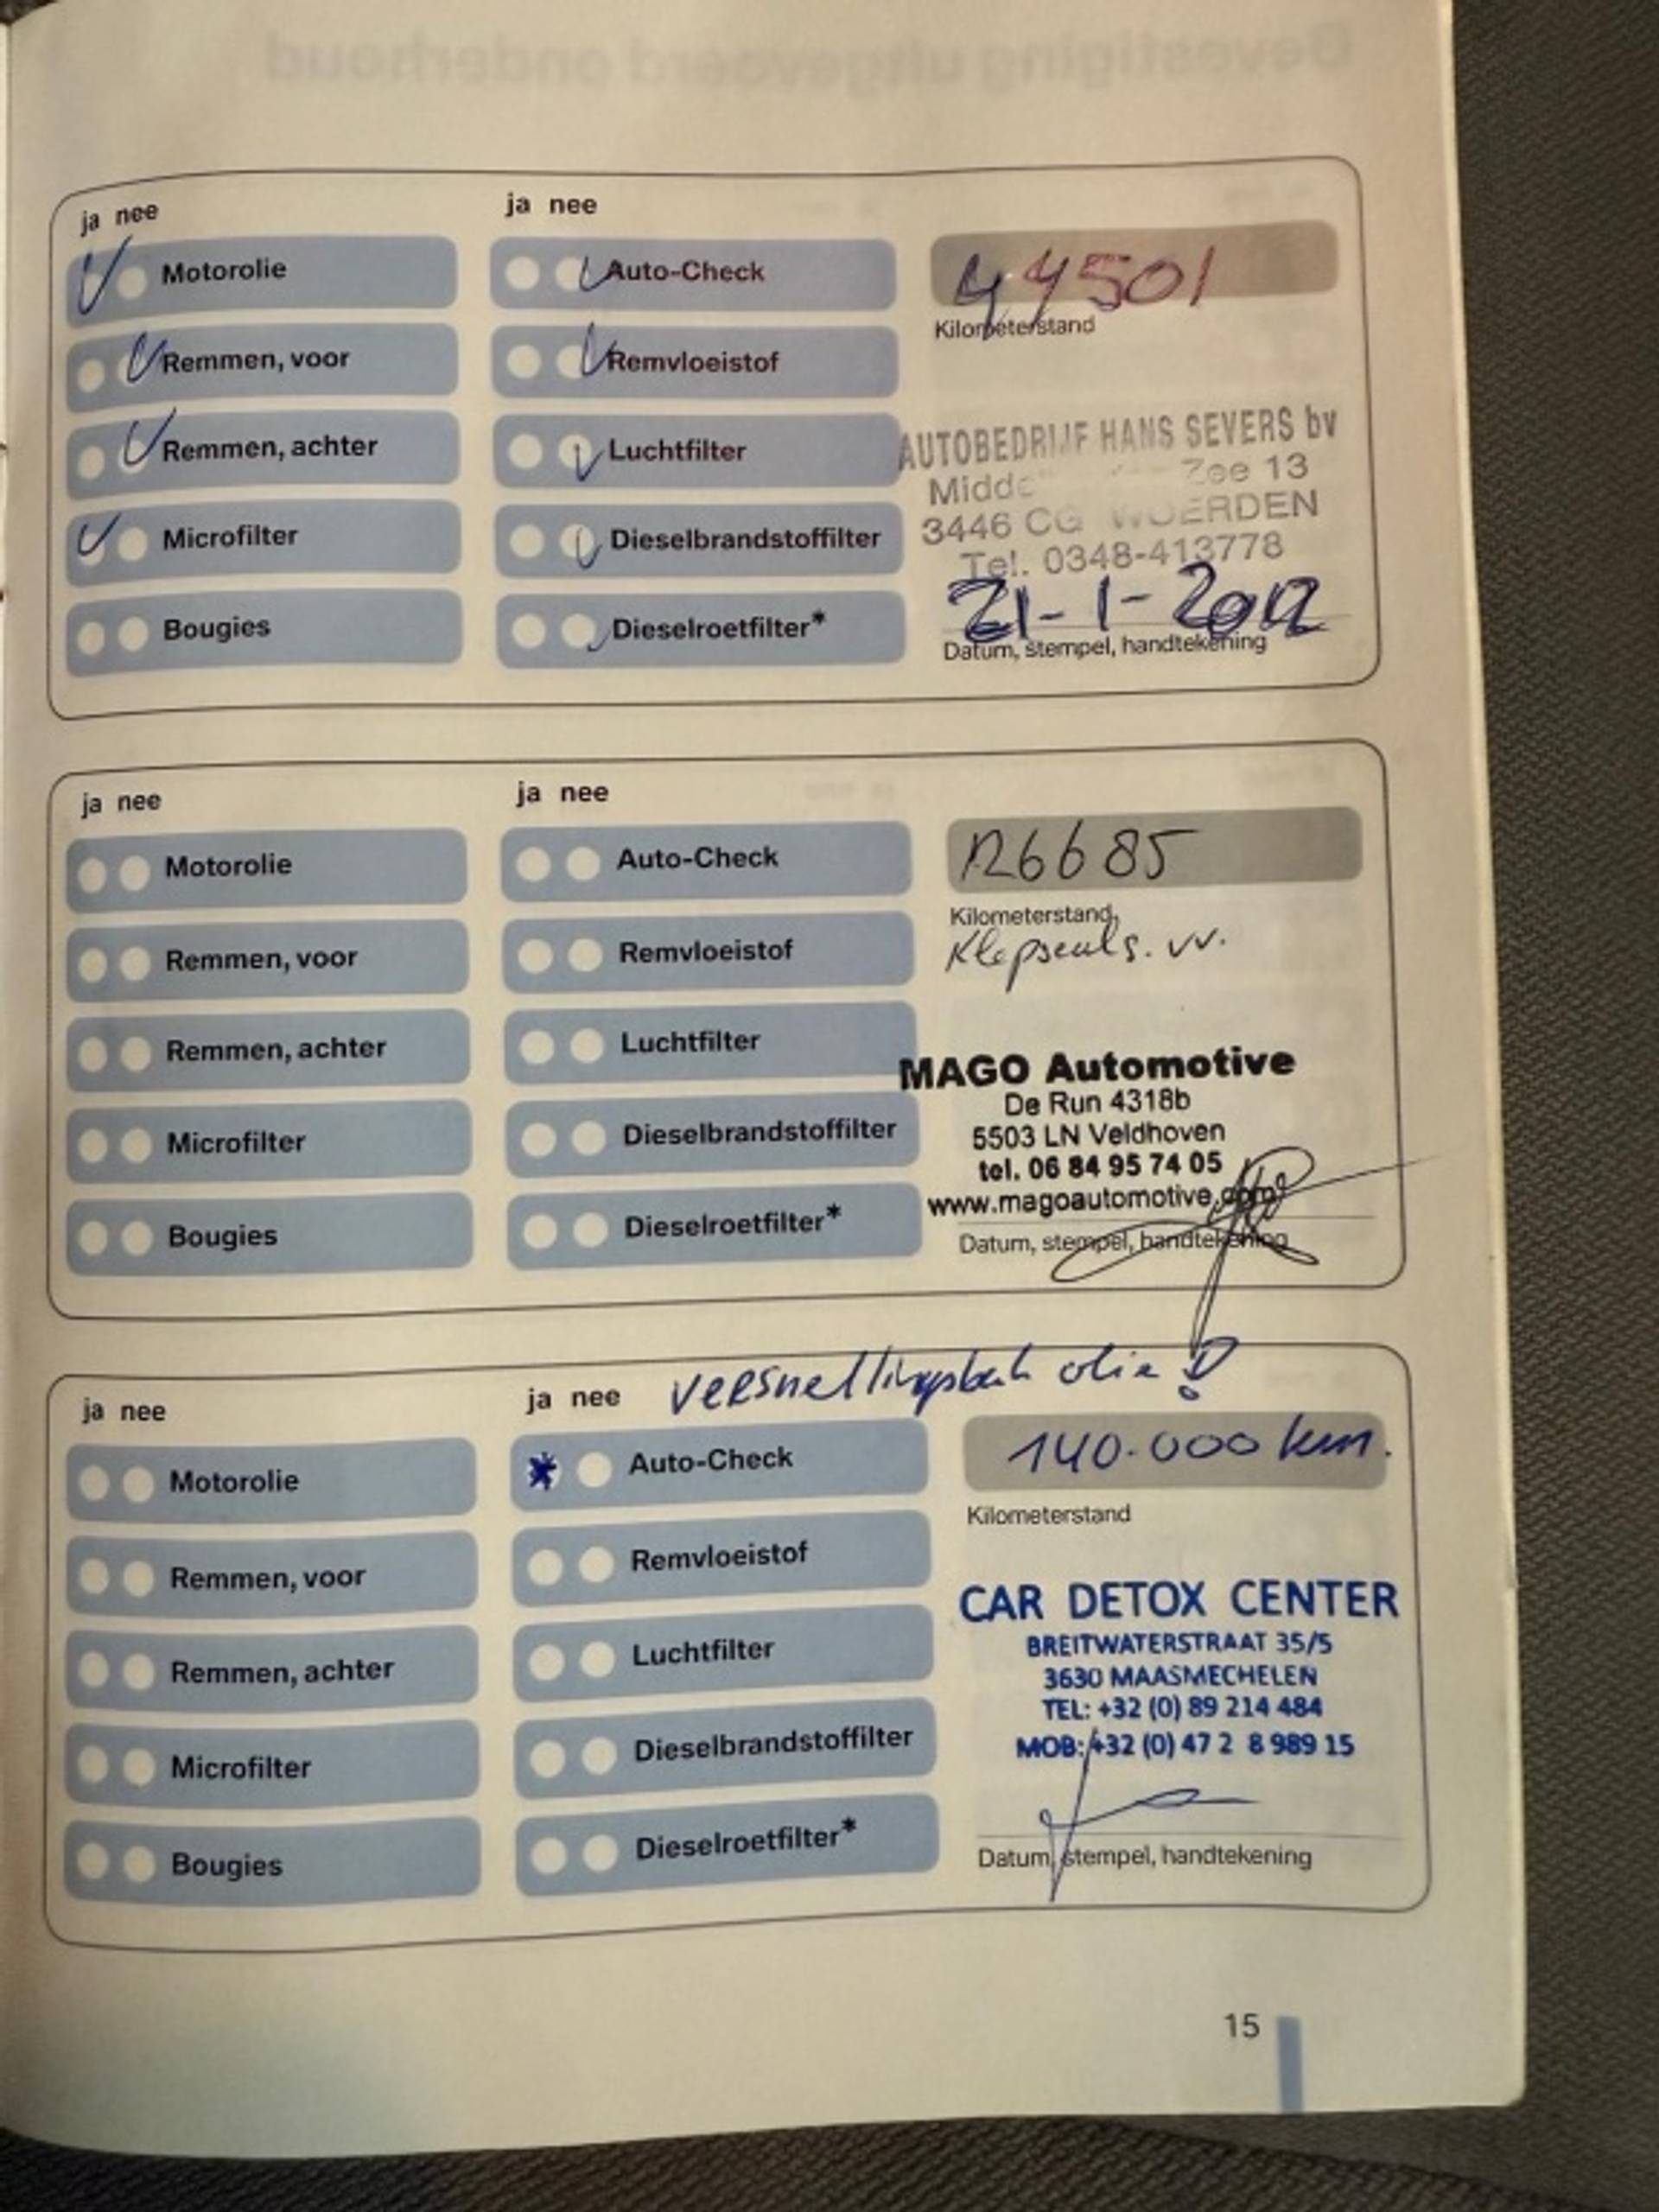 Bevestiging uitgevoerd onderhoud
ja nee
Motorolie
Remmen, voor
Remmen, achter
Microfilter
Bougies
ja nee
Auto-Check
Remvloeistof
Luchtfilter
Dieselbrandstoffilter
Dieselroetfilter*
44501
Kilometerstand
AUTOBEDRIJF HANS SEVERS bv
Zee 13
3446 CG WOERDEN
Tel. 0348-413778
21-1-2012
Datum, stempel, handtekening
ja nee
Motorolie
Remmen, voor
Remmen, achter
Microfilter
Bougies
ja nee
Auto-Check
Remvloeistof
Luchtfilter
Dieselbrandstoffilter
Dieselroetfilter*
126685
Kilometerstand
Klepseals. vv.
MAGO Automotive
De Run 4318b
5503 LN Veldhoven
tel. 06 84 95 74 05
www.magoautomotive.com
Datum, stempel, handtekening
versnellingsbak olie!
ja nee
Motorolie
Remmen, voor
Remmen, achter
Microfilter
Bougies
ja nee
Auto-Check
Remvloeistof
Luchtfilter
Dieselbrandstoffilter
Dieselroetfilter*
140.000 km.
Kilometerstand
CAR DETOX CENTER
BREITWATERSTRAAT 35/5
3630 MAASMECHELEN
TEL: +32 (0) 89 214 484
MOB: +32 (0) 47 2 8 989 15
Datum, stempel, handtekening
15